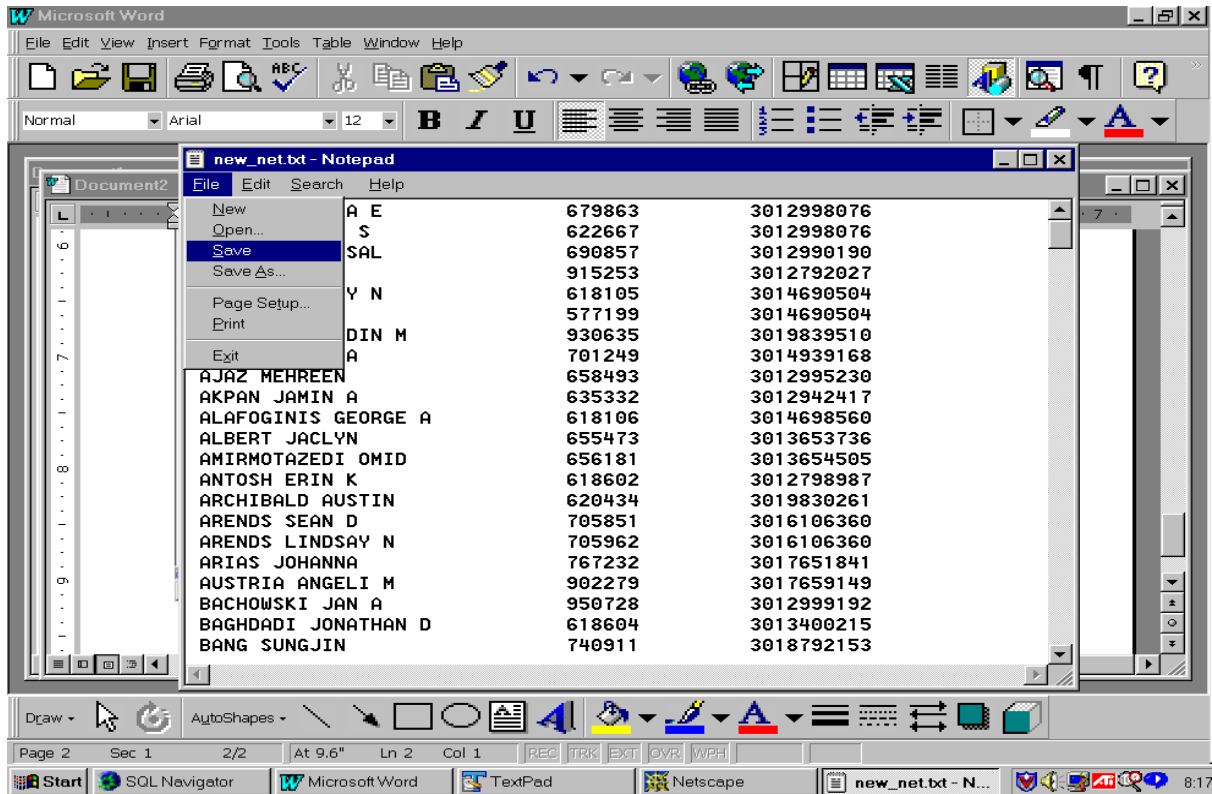 Microsoft Word
File Edit View Insert Format Tools Table Window Help
ABC
Normal Arial 12 B I U A
new_net.txt - Notepad
Document2
File Edit Search Help
New
Open...
Save
Save As...
Page Setup...
Print
Exit
A E 679863 3012998076
S 622667 3012998076
SAL 690857 3012990190
915253 3012792027
Y N 618105 3014690504
577199 3014690504
DIN M 930635 3019839510
A 701249 3014939168
AJAZ MEHREEN 658493 3012995230
AKPAN JAMIN A 635332 3012942417
ALAFOGINIS GEORGE A 618106 3014698560
ALBERT JACLYN 655473 3013653736
AMIRMOTAZEDI OMID 656181 3013654505
ANTOSH ERIN K 618602 3012798987
ARCHIBALD AUSTIN 620434 3019830261
ARENDS SEAN D 705851 3016106360
ARENDS LINDSAY N 705962 3016106360
ARIAS JOHANNA 767232 3017651841
AUSTRIA ANGELI M 902279 3017659149
BACHOWSKI JAN A 950728 3012999192
BAGHDADI JONATHAN D 618604 3013400215
BANG SUNGJIN 740911 3018792153
7
6
7
8
9
Draw AutoShapes A A
Page 2 Sec 1 2/2 At 9.6" Ln 2 Col 1 REC TRK EXT OVR WPH
Start SQL Navigator Microsoft Word TextPad Netscape new_net.txt - N... ATI 8:17